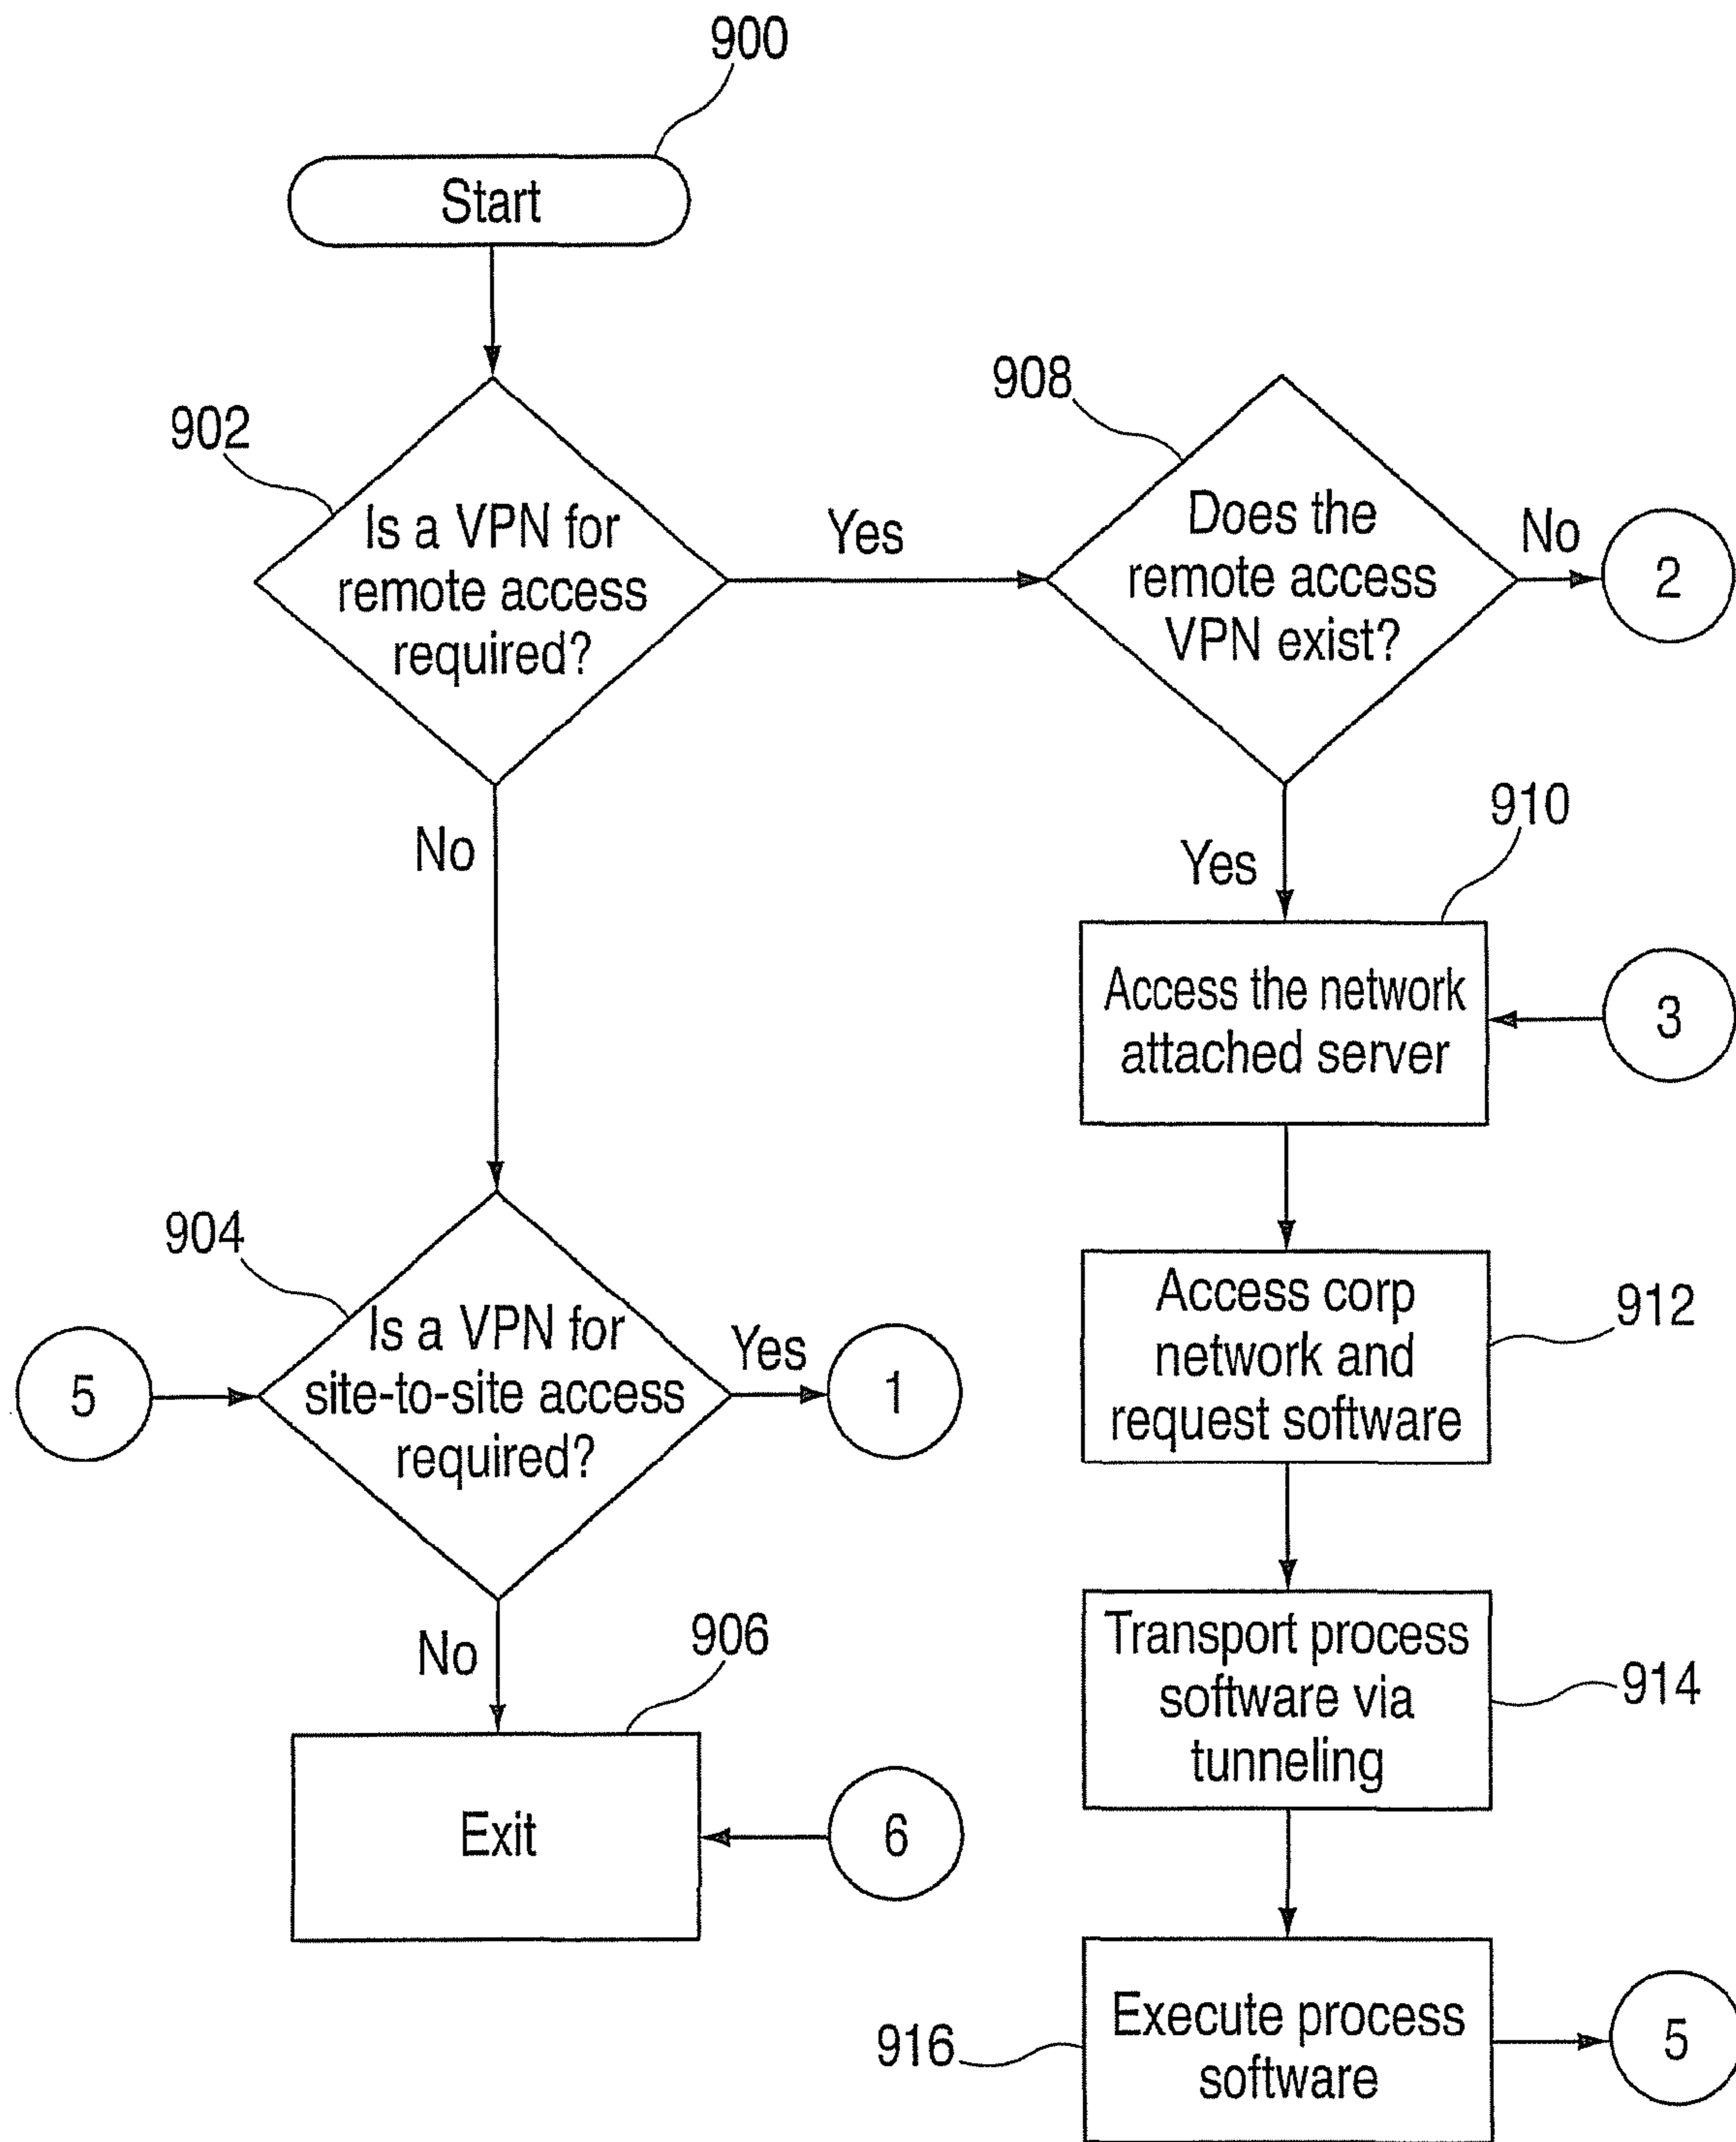 900
Start
902
Is a VPN for
remote access
required?
Yes
908
Does the
remote access
VPN exist?
No
2
No
Yes
910
Access the network
attached server
3
904
5
Is a VPN for
site-to-site access
required?
Yes
1
Access corp
network and
request software
912
No
906
Exit
6
Transport process
software via
tunneling
914
916
Execute process
software
5